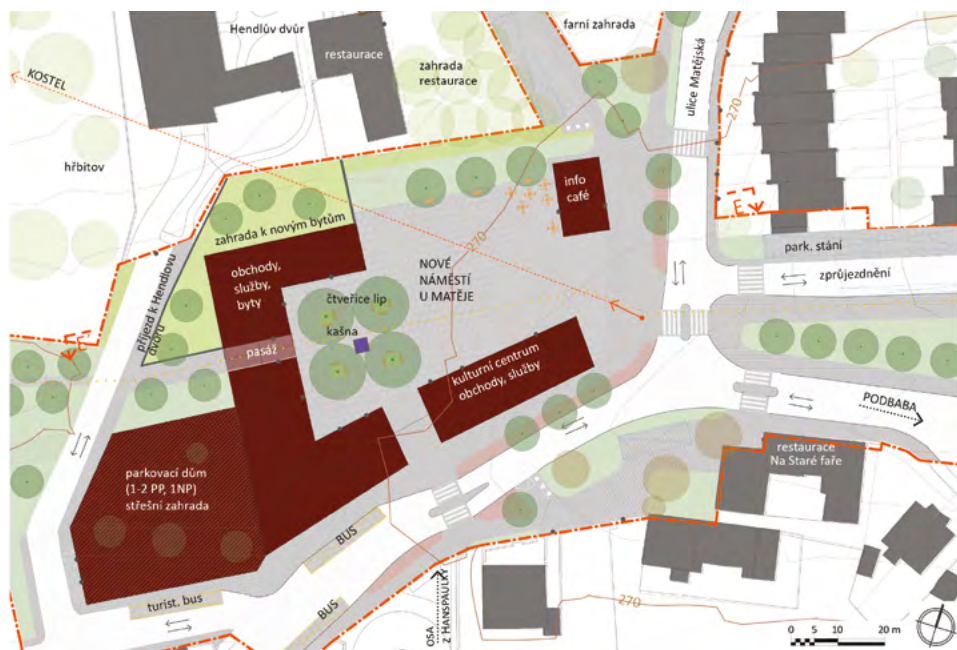 Hendlův dvůr
restaurace
farní zahrada
zahrada
restaurace
ulice Matějská
KOSTEL
270
hřbitov
info
café
zahrada k novým bytům
E
park. stání
270
NOVÉ
NÁMĚSTÍ
U MATĚJE
obchody,
služby,
byty
zprůjezdnění
příjezd k Hendlovu
dvoru
čtveřice lip
kašna
E
pasáž
kulturní centrum
obchody, služby
PODBABA
parkovací dům
(1-2 PP, 1NP)
střešní zahrada
restaurace
Na Staré faře
BUS
turist. bus
BUS
OSA
Z HANSPAULKY
270
0 5 10 20 m